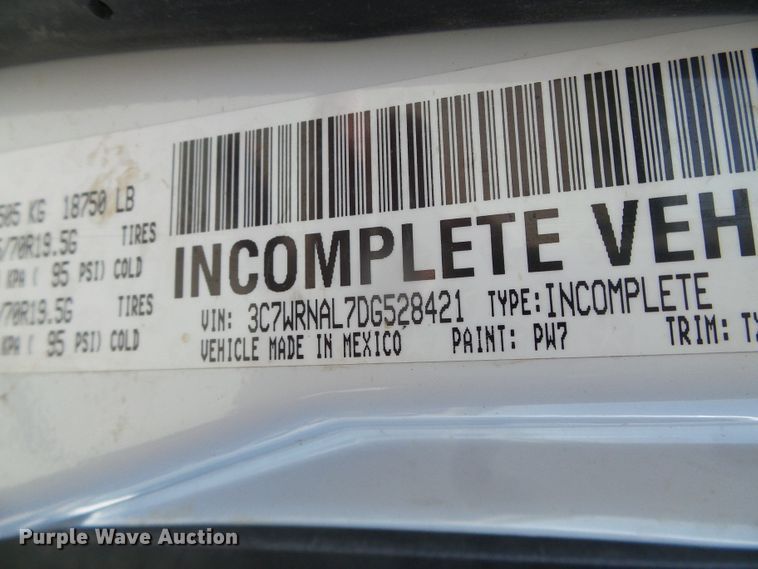 505 KG 18750 LB
/70R19.5G TIRES
KPA ( 95 PSI) COLD
/70R19.5G TIRES
KPA ( 95 PSI) COLD
INCOMPLETE VEH
VIN: 3C7WRNAL7DG528421 TYPE: INCOMPLETE
VEHICLE MADE IN MEXICO PAINT: PW7 TRIM: T
Purple Wave Auction®